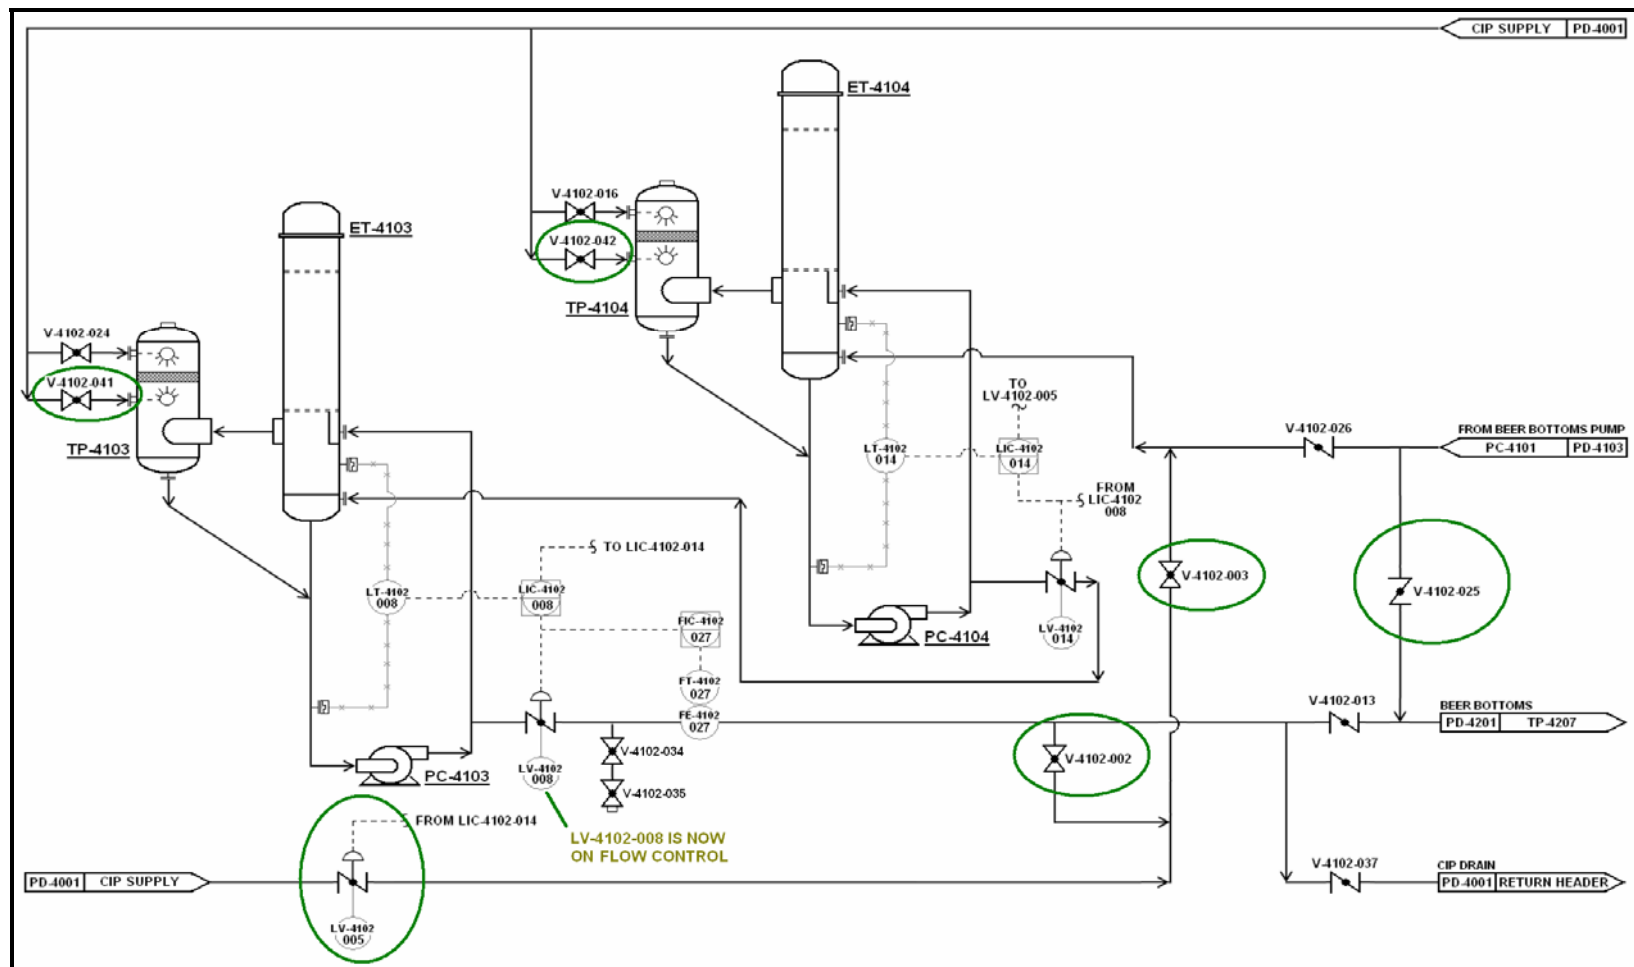 CIP SUPPLY PD-4001
ET-4104
V-4102-016
ET-4103
V-4102-042
TP-4104
V-4102-024
V-4102-041
TO
LV-4102-005
V-4102-026
FROM BEER BOTTOMS PUMP
PC-4101 PD-4103
TP-4103
LT-4102
014
LIC-4102
014
FROM
LIC-4102
008
TO LIC-4102-014
V-4102-003
V-4102-025
LT-4102
008
LIC-4102
008
FIC-4102
027
LV-4102
014
PC-4104
FT-4102
027
V-4102-013
BEER BOTTOMS
PD-4201 TP-4207
FE-4102
027
V-4102-034
V-4102-002
PC-4103
LV-4102
008
V-4102-035
FROM LIC-4102-014
LV-4102-008 IS NOW
ON FLOW CONTROL
V-4102-037
CIP DRAIN
PD-4001 RETURN HEADER
PD-4001 CIP SUPPLY
LV-4102
005